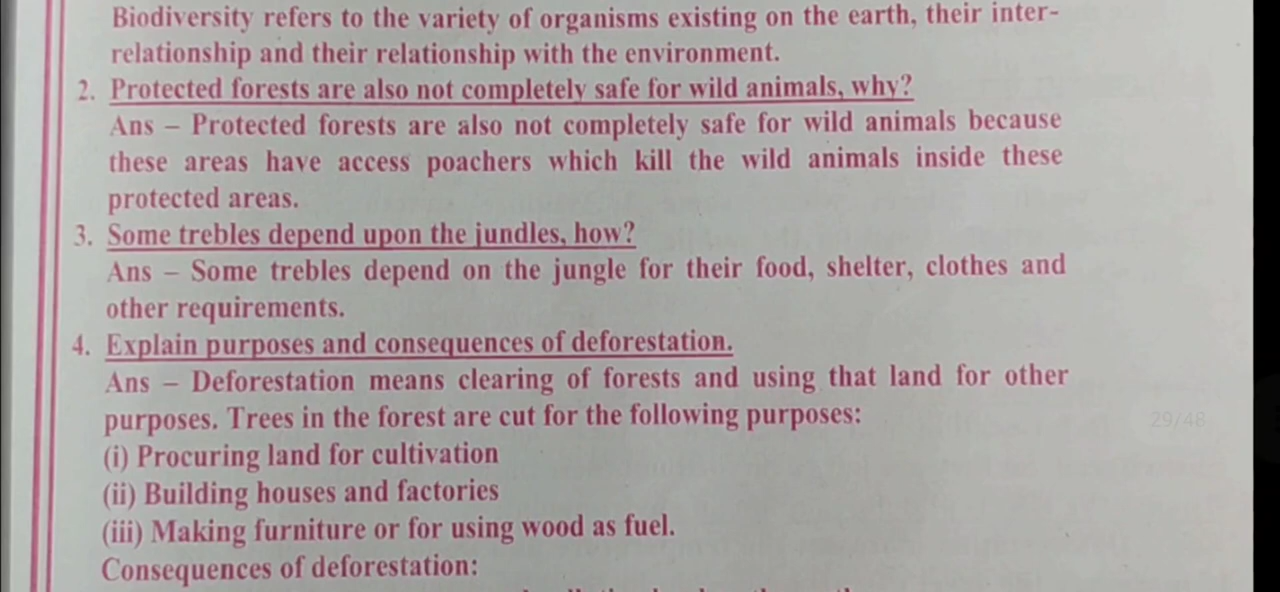 Biodiversity refers to the variety of organisms existing on the earth, their inter-
relationship and their relationship with the environment.
2. Protected forests are also not completely safe for wild animals, why?
Ans – Protected forests are also not completely safe for wild animals because
these areas have access poachers which kill the wild animals inside these
protected areas.
3. Some trebles depend upon the jundles, how?
Ans – Some trebles depend on the jungle for their food, shelter, clothes and
other requirements.
4. Explain purposes and consequences of deforestation.
Ans – Deforestation means clearing of forests and using that land for other
purposes. Trees in the forest are cut for the following purposes:
29/48
(i) Procuring land for cultivation
(ii) Building houses and factories
(iii) Making furniture or for using wood as fuel.
Consequences of deforestation: